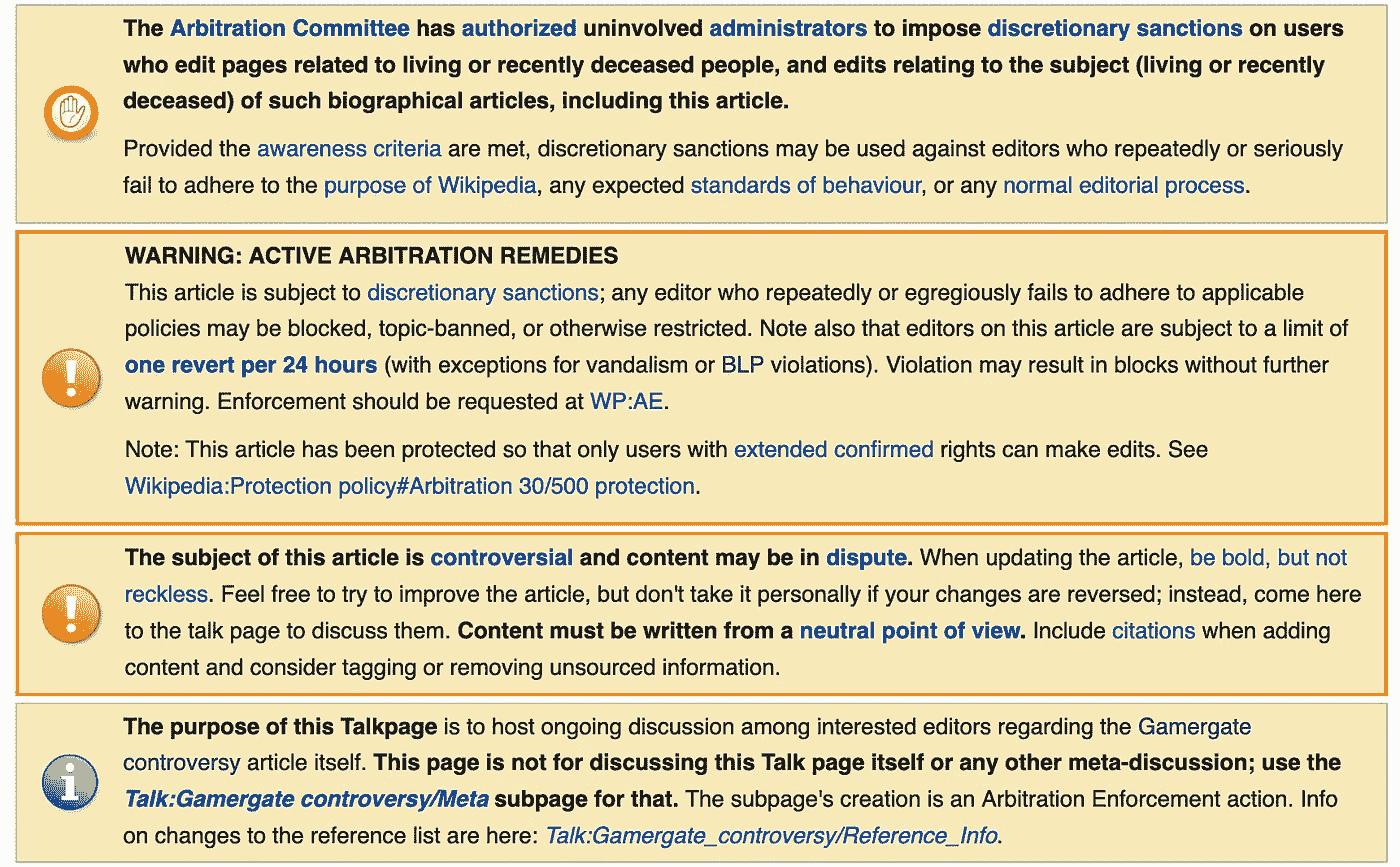 The Arbitration Committee has authorized uninvolved administrators to impose discretionary sanctions on users
who edit pages related to living or recently deceased people, and edits relating to the subject (living or recently
deceased) of such biographical articles, including this article.
Provided the awareness criteria are met, discretionary sanctions may be used against editors who repeatedly or seriously
fail to adhere to the purpose of Wikipedia, any expected standards of behaviour, or any normal editorial process.
WARNING: ACTIVE ARBITRATION REMEDIES
This article is subject to discretionary sanctions; any editor who repeatedly or egregiously fails to adhere to applicable
policies may be blocked, topic-banned, or otherwise restricted. Note also that editors on this article are subject to a limit of
one revert per 24 hours (with exceptions for vandalism or BLP violations). Violation may result in blocks without further
warning. Enforcement should be requested at WP:AE.
Note: This article has been protected so that only users with extended confirmed rights can make edits. See
Wikipedia:Protection policy#Arbitration 30/500 protection.
The subject of this article is controversial and content may be in dispute. When updating the article, be bold, but not
reckless. Feel free to try to improve the article, but don't take it personally if your changes are reversed; instead, come here
to the talk page to discuss them. Content must be written from a neutral point of view. Include citations when adding
content and consider tagging or removing unsourced information.
The purpose of this Talkpage is to host ongoing discussion among interested editors regarding the Gamergate
controversy article itself. This page is not for discussing this Talk page itself or any other meta-discussion; use the
Talk:Gamergate controversy/Meta subpage for that. The subpage's creation is an Arbitration Enforcement action. Info
on changes to the reference list are here: Talk:Gamergate_controversy/Reference_Info.